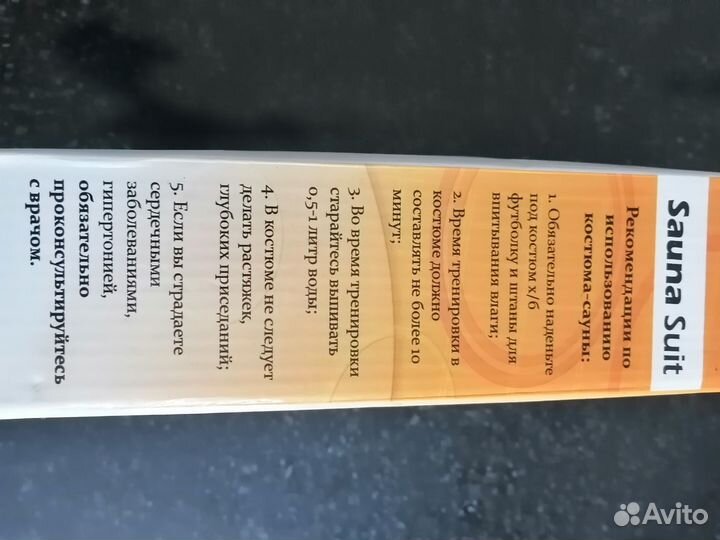 Sauna Suit
Рекомендации по
использованию
костюма-сауны:
1. Обязательно наденьте
под костюм х/б
футболку и штаны для
впитывания влаги;
2. Время тренировки в
костюме должно
составлять не более 10
минут;
3. Во время тренировки
старайтесь выпивать
0,5-1 литр воды;
4. В костюме не следует
делать растяжек,
глубоких приседаний;
5. Если вы страдаете
сердечными
заболеваниями,
гипертонией,
обязательно
проконсультируйтесь
с врачом.
Avito